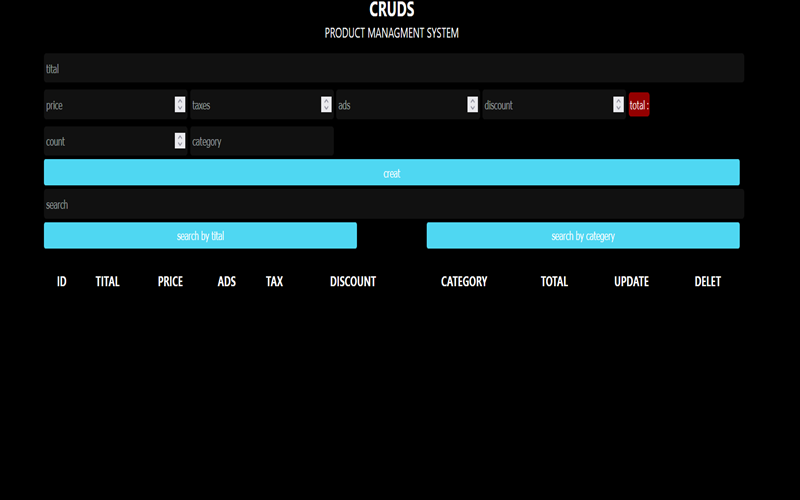 CRUDS
PRODUCT MANAGMENT SYSTEM
tital
price taxes ads discount total :
count category
creat
search
search by tital search by categery
ID TITAL PRICE ADS TAX DISCOUNT CATEGORY TOTAL UPDATE DELET